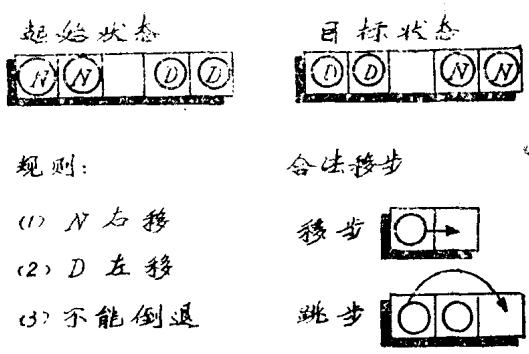 起始状态
目标状态
N N D D
D D N N
规则:
合法移步
(1) N 右移
移步
(2) D 左移
(3) 不能倒退
跳步